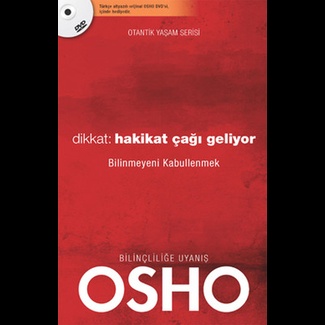 Türkçe altyazılı orijinal OSHO DVD'si,
içinde hediyedir.
DVD
OTANTİK YAŞAM SERİSİ
dikkat: hakikat çağı geliyor
Bilinmeyeni Kabullenmek
BİLİNÇLİLİĞE UYANIŞ
OSHO